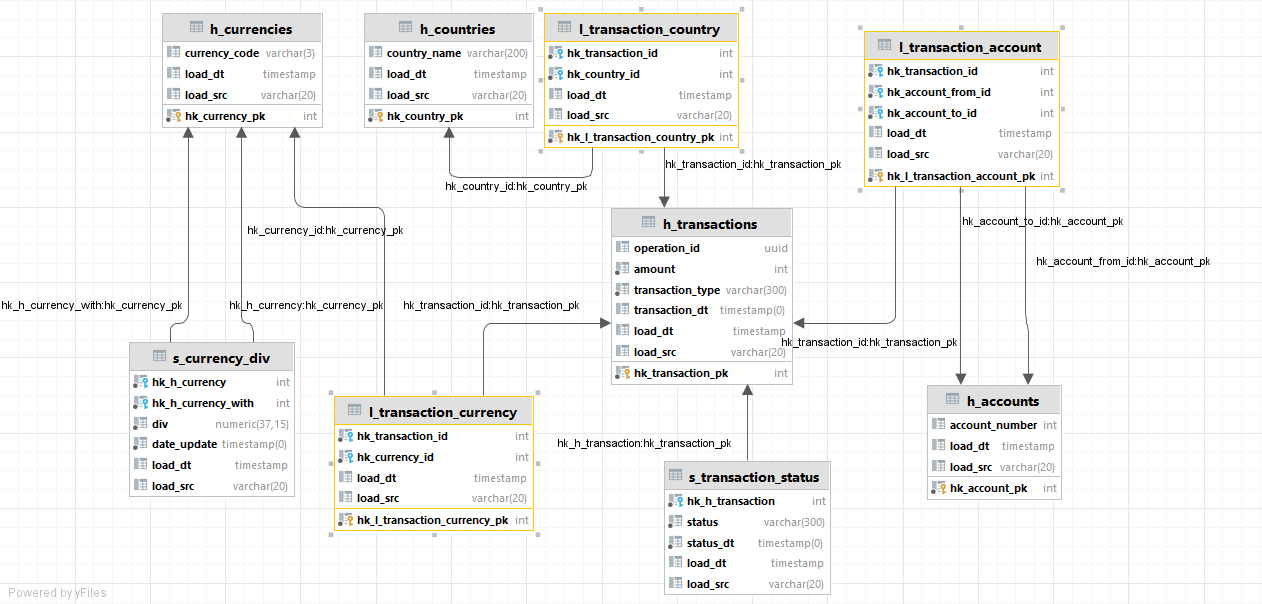 h_currencies
currency_code varchar(3)
load_dt timestamp
load_src varchar(20)
hk_currency_pk int
h_countries
country_name varchar(200)
load_dt timestamp
load_src varchar(20)
hk_country_pk int
l_transaction_country
hk_transaction_id int
hk_country_id int
load_dt timestamp
load_src varchar(20)
hk_l_transaction_country_pk int
l_transaction_account
hk_transaction_id int
hk_account_from_id int
hk_account_to_id int
load_dt timestamp
load_src varchar(20)
hk_l_transaction_account_pk int
hk_transaction_id:hk_transaction_pk
hk_country_id:hk_country_pk
hk_currency_id:hk_currency_pk
h_transactions
operation_id uuid
amount int
transaction_type varchar(300)
transaction_dt timestamp(0)
load_dt timestamp
load_src varchar(20)
hk_transaction_pk int
hk_account_to_id:hk_account_pk
hk_account_from_id:hk_account_pk
hk_h_currency_with:hk_currency_pk
hk_h_currency:hk_currency_pk
hk_transaction_id:hk_transaction_pk
hk_transaction_id:hk_transaction_pk
s_currency_div
hk_h_currency int
hk_h_currency_with int
div numeric(37,15)
date_update timestamp(0)
load_dt timestamp
load_src varchar(20)
l_transaction_currency
hk_transaction_id int
hk_currency_id int
load_dt timestamp
load_src varchar(20)
hk_l_transaction_currency_pk int
h_accounts
account_number int
load_dt timestamp
load_src varchar(20)
hk_account_pk int
hk_h_transaction:hk_transaction_pk
s_transaction_status
hk_h_transaction int
status varchar(300)
status_dt timestamp(0)
load_dt timestamp
load_src varchar(20)
Powered by yFiles